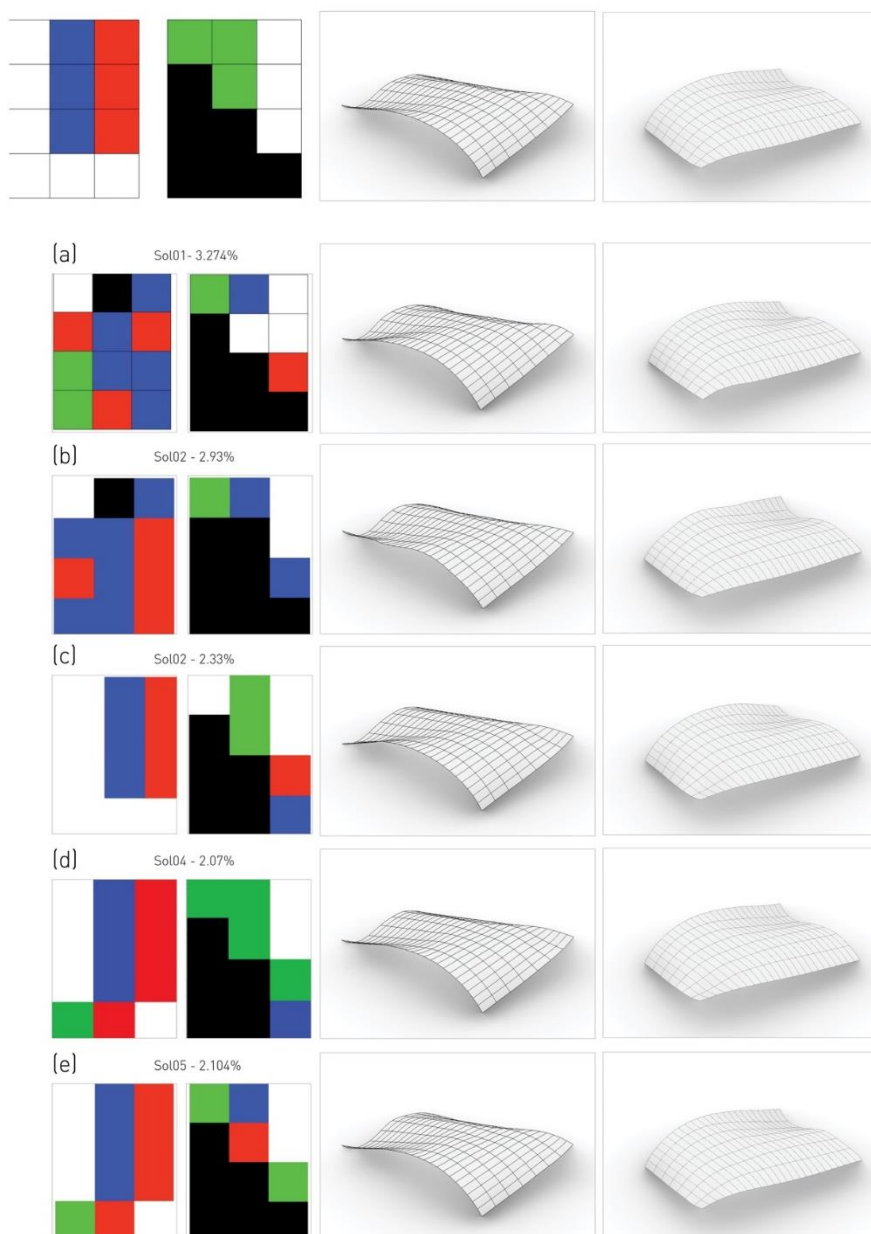 (a)
Sol01- 3.274%
(b)
Sol02 - 2.93%
(c)
Sol02 - 2.33%
(d)
Sol04 - 2.07%
(e)
Sol05 - 2.104%